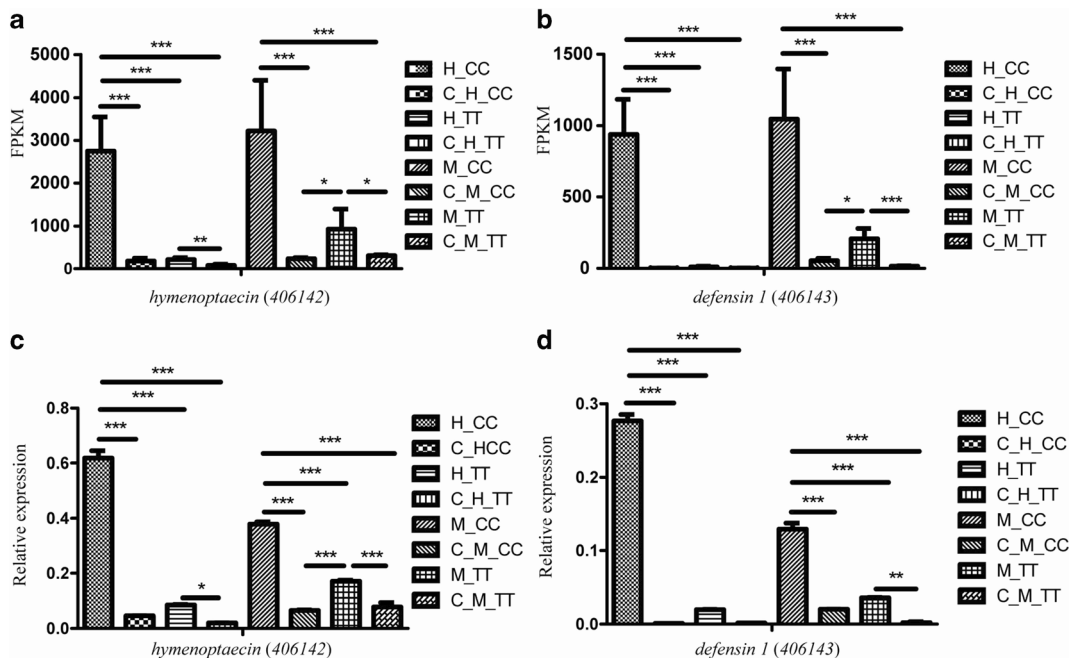 a
***
***
***
***
***
**
*
*
5000
4000
3000
2000
1000
0
FPKM
hymenoptaecin (406142)
H_CC
C_H_CC
H_TT
C_H_TT
M_CC
C_M_CC
M_TT
C_M_TT
b
***
***
***
***
***
*
***
1500
1000
500
0
FPKM
defensin 1 (406143)
H_CC
C_H_CC
H_TT
C_H_TT
M_CC
C_M_CC
M_TT
C_M_TT
c
***
***
***
*
***
***
***
***
***
0.8
0.6
0.4
0.2
0.0
Relative expression
hymenoptaecin (406142)
H_CC
C_HCC
H_TT
C_H_TT
M_CC
C_M_CC
M_TT
C_M_TT
d
***
***
***
***
***
***
**
0.3
0.2
0.1
0.0
Relative expression
defensin 1 (406143)
H_CC
C_H_CC
H_TT
C_H_TT
M_CC
C_M_CC
M_TT
C_M_TT